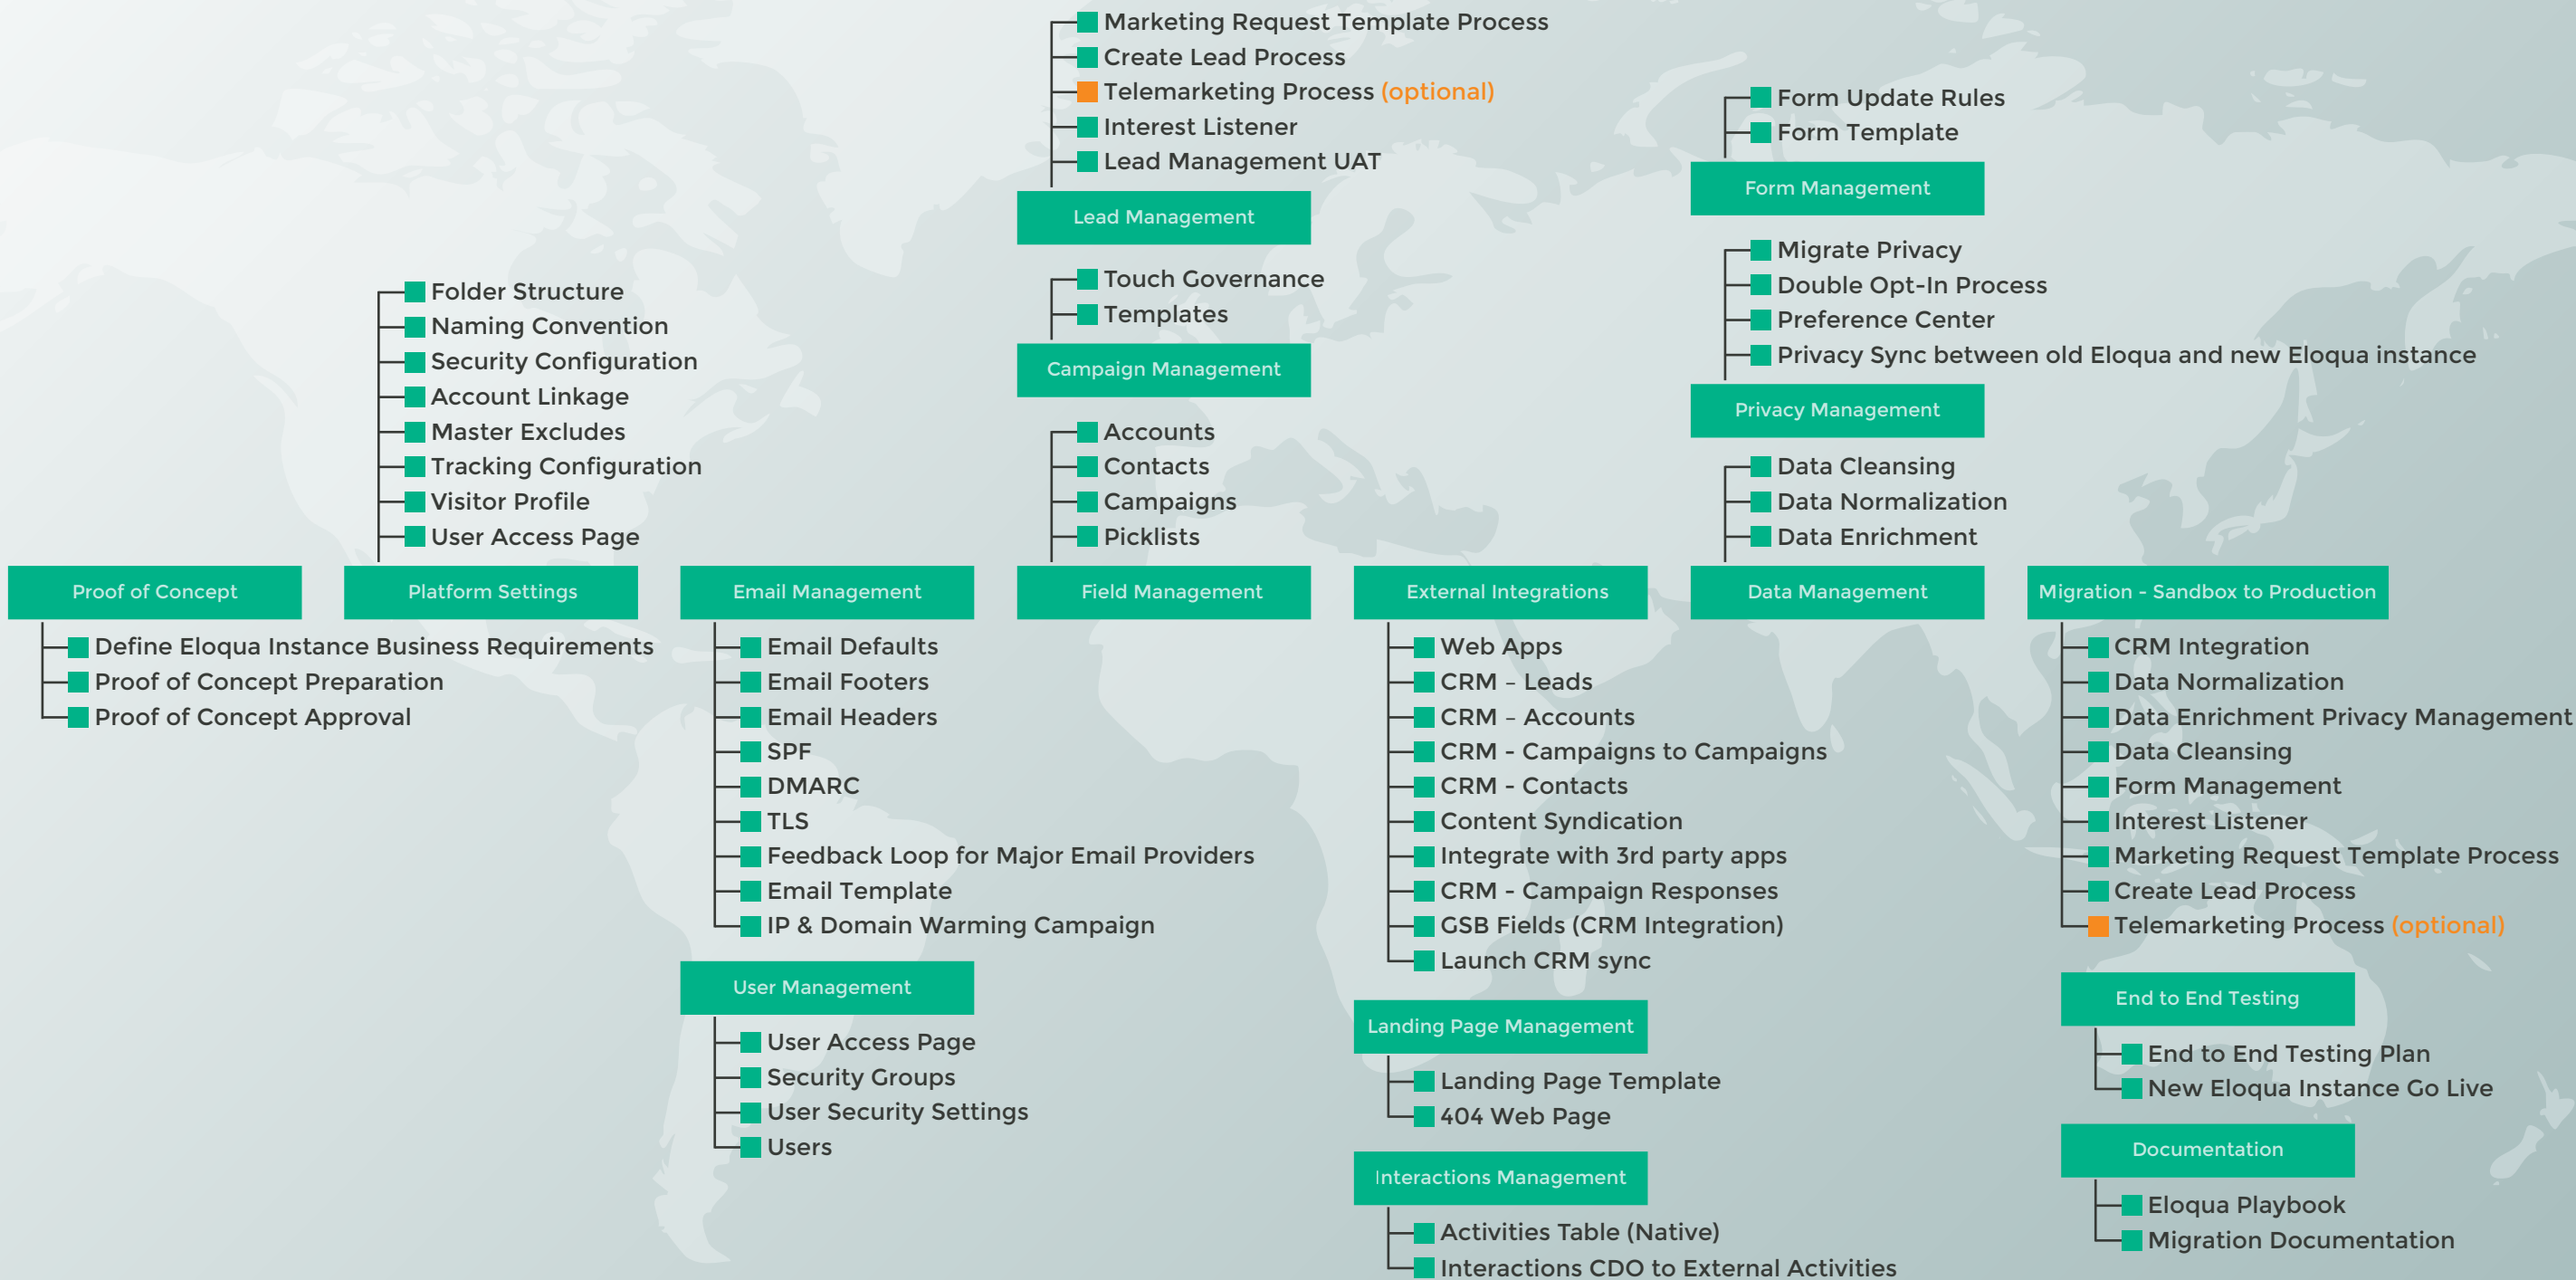 Marketing Request Template Process
Create Lead Process
Telemarketing Process (optional)
Interest Listener
Lead Management UAT
Lead Management
Touch Governance
Templates
Campaign Management
Accounts
Contacts
Campaigns
Picklists
Field Management
Form Update Rules
Form Template
Form Management
Migrate Privacy
Double Opt-In Process
Preference Center
Privacy Sync between old Eloqua and new Eloqua instance
Privacy Management
Data Cleansing
Data Normalization
Data Enrichment
Data Management
Folder Structure
Naming Convention
Security Configuration
Account Linkage
Master Excludes
Tracking Configuration
Visitor Profile
User Access Page
Platform Settings
Proof of Concept
Define Eloqua Instance Business Requirements
Proof of Concept Preparation
Proof of Concept Approval
Email Management
Email Defaults
Email Footers
Email Headers
SPF
DMARC
TLS
Feedback Loop for Major Email Providers
Email Template
IP & Domain Warming Campaign
User Management
User Access Page
Security Groups
User Security Settings
Users
External Integrations
Web Apps
CRM – Leads
CRM – Accounts
CRM - Campaigns to Campaigns
CRM - Contacts
Content Syndication
Integrate with 3rd party apps
CRM - Campaign Responses
GSB Fields (CRM Integration)
Launch CRM sync
Landing Page Management
Landing Page Template
404 Web Page
Interactions Management
Activities Table (Native)
Interactions CDO to External Activities
Migration - Sandbox to Production
CRM Integration
Data Normalization
Data Enrichment Privacy Management
Data Cleansing
Form Management
Interest Listener
Marketing Request Template Process
Create Lead Process
Telemarketing Process (optional)
End to End Testing
End to End Testing Plan
New Eloqua Instance Go Live
Documentation
Eloqua Playbook
Migration Documentation